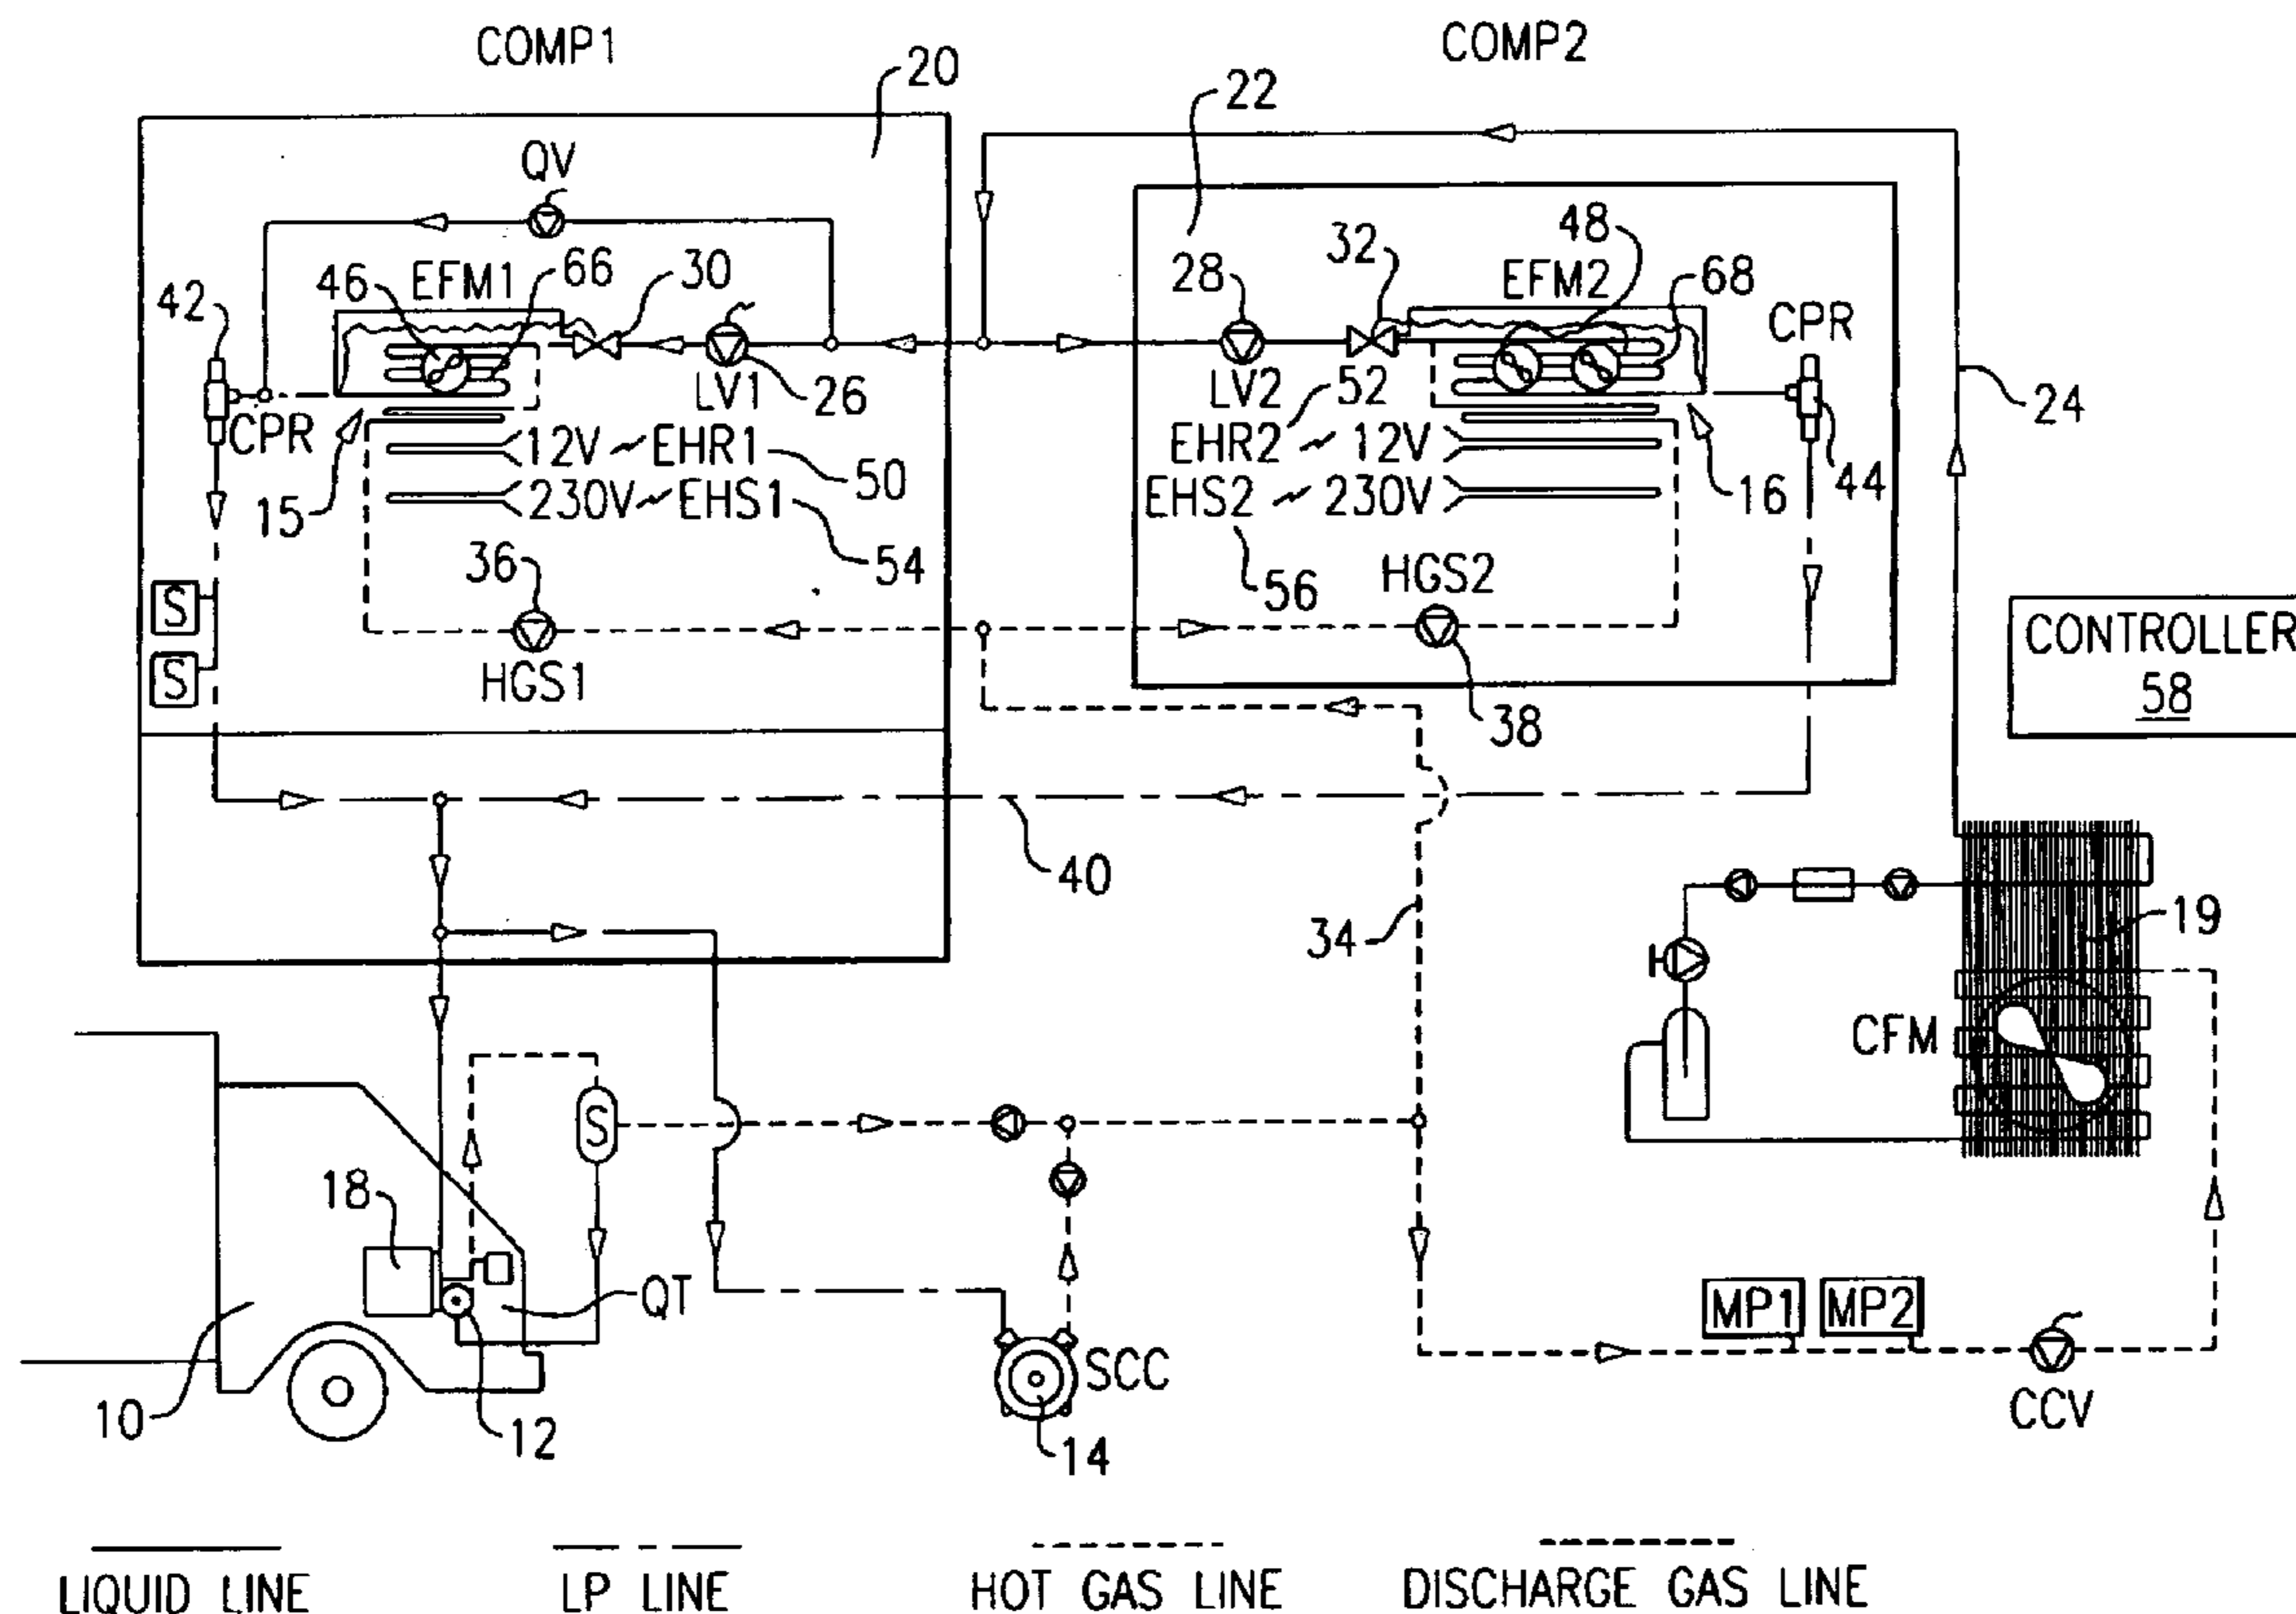 COMP1
COMP2
20
22
QV
48
32
46
EFM1
66
30
28
EFM2
68
42
CPR
24
CPR
LV1
26
LV2
52
12V
EHR1
50
EHR2
12V
44
15
230V
EHS1
EHS2
230V
16
54
56
36
HGS2
S
S
HGS1
38
CONTROLLER
58
40
34
19
CFM
S
18
QT
MP1
MP2
SCC
10
12
14
CCV
LIQUID LINE
LP LINE
HOT GAS LINE
DISCHARGE GAS LINE